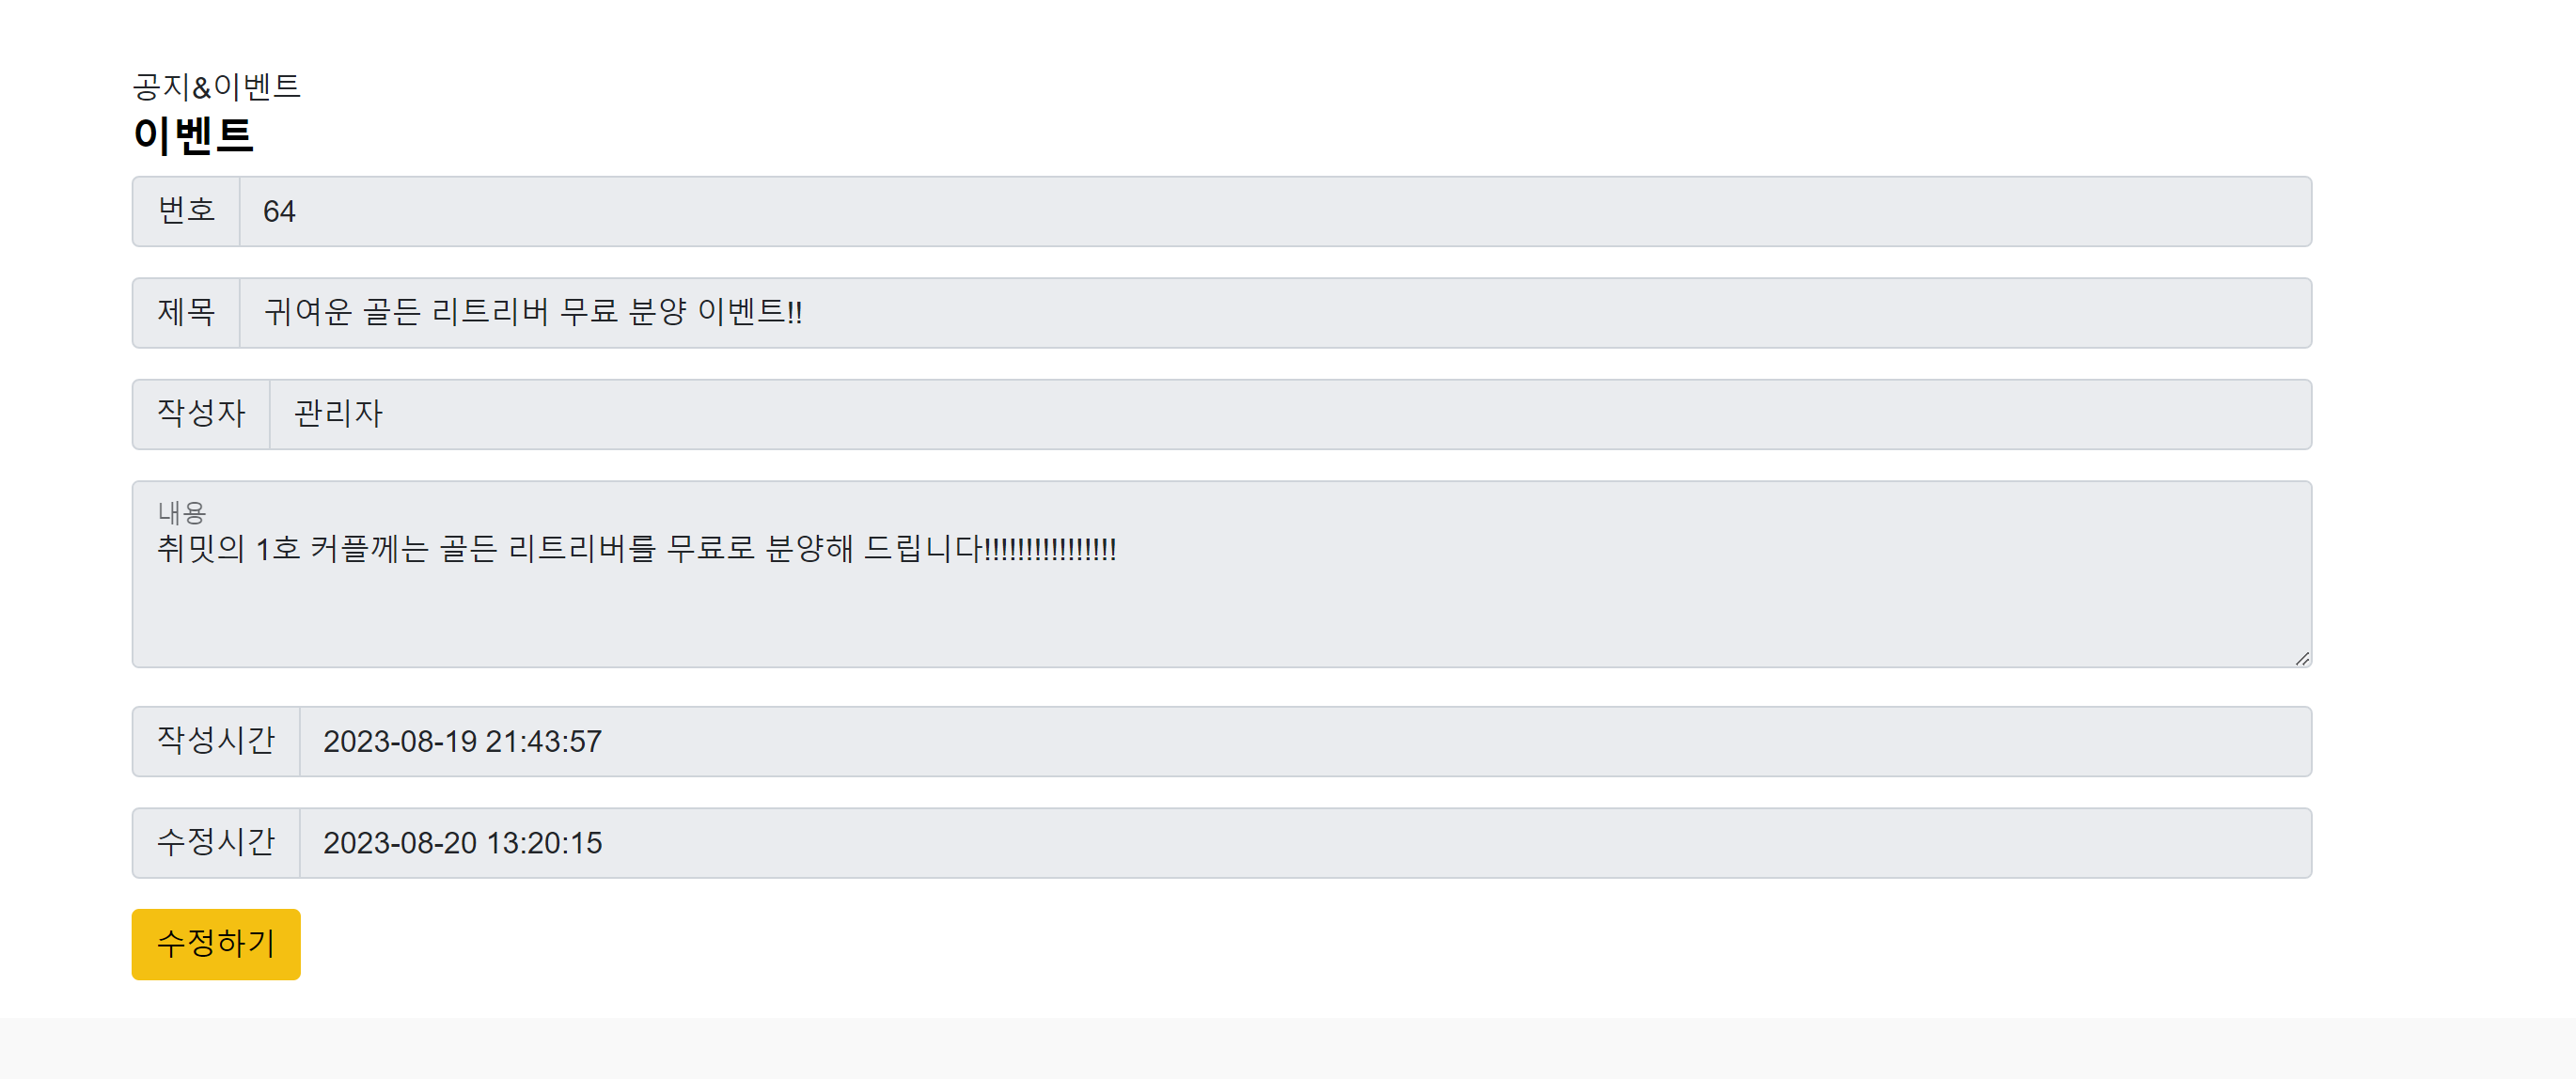 공지&이벤트
이벤트
번호 64
제목 귀여운 골든 리트리버 무료 분양 이벤트!!
작성자 관리자
내용
취밋의 1호 커플께는 골든 리트리버를 무료로 분양해 드립니다!!!!!!!!!!!!!!!!
작성시간 2023-08-19 21:43:57
수정시간 2023-08-20 13:20:15
수정하기